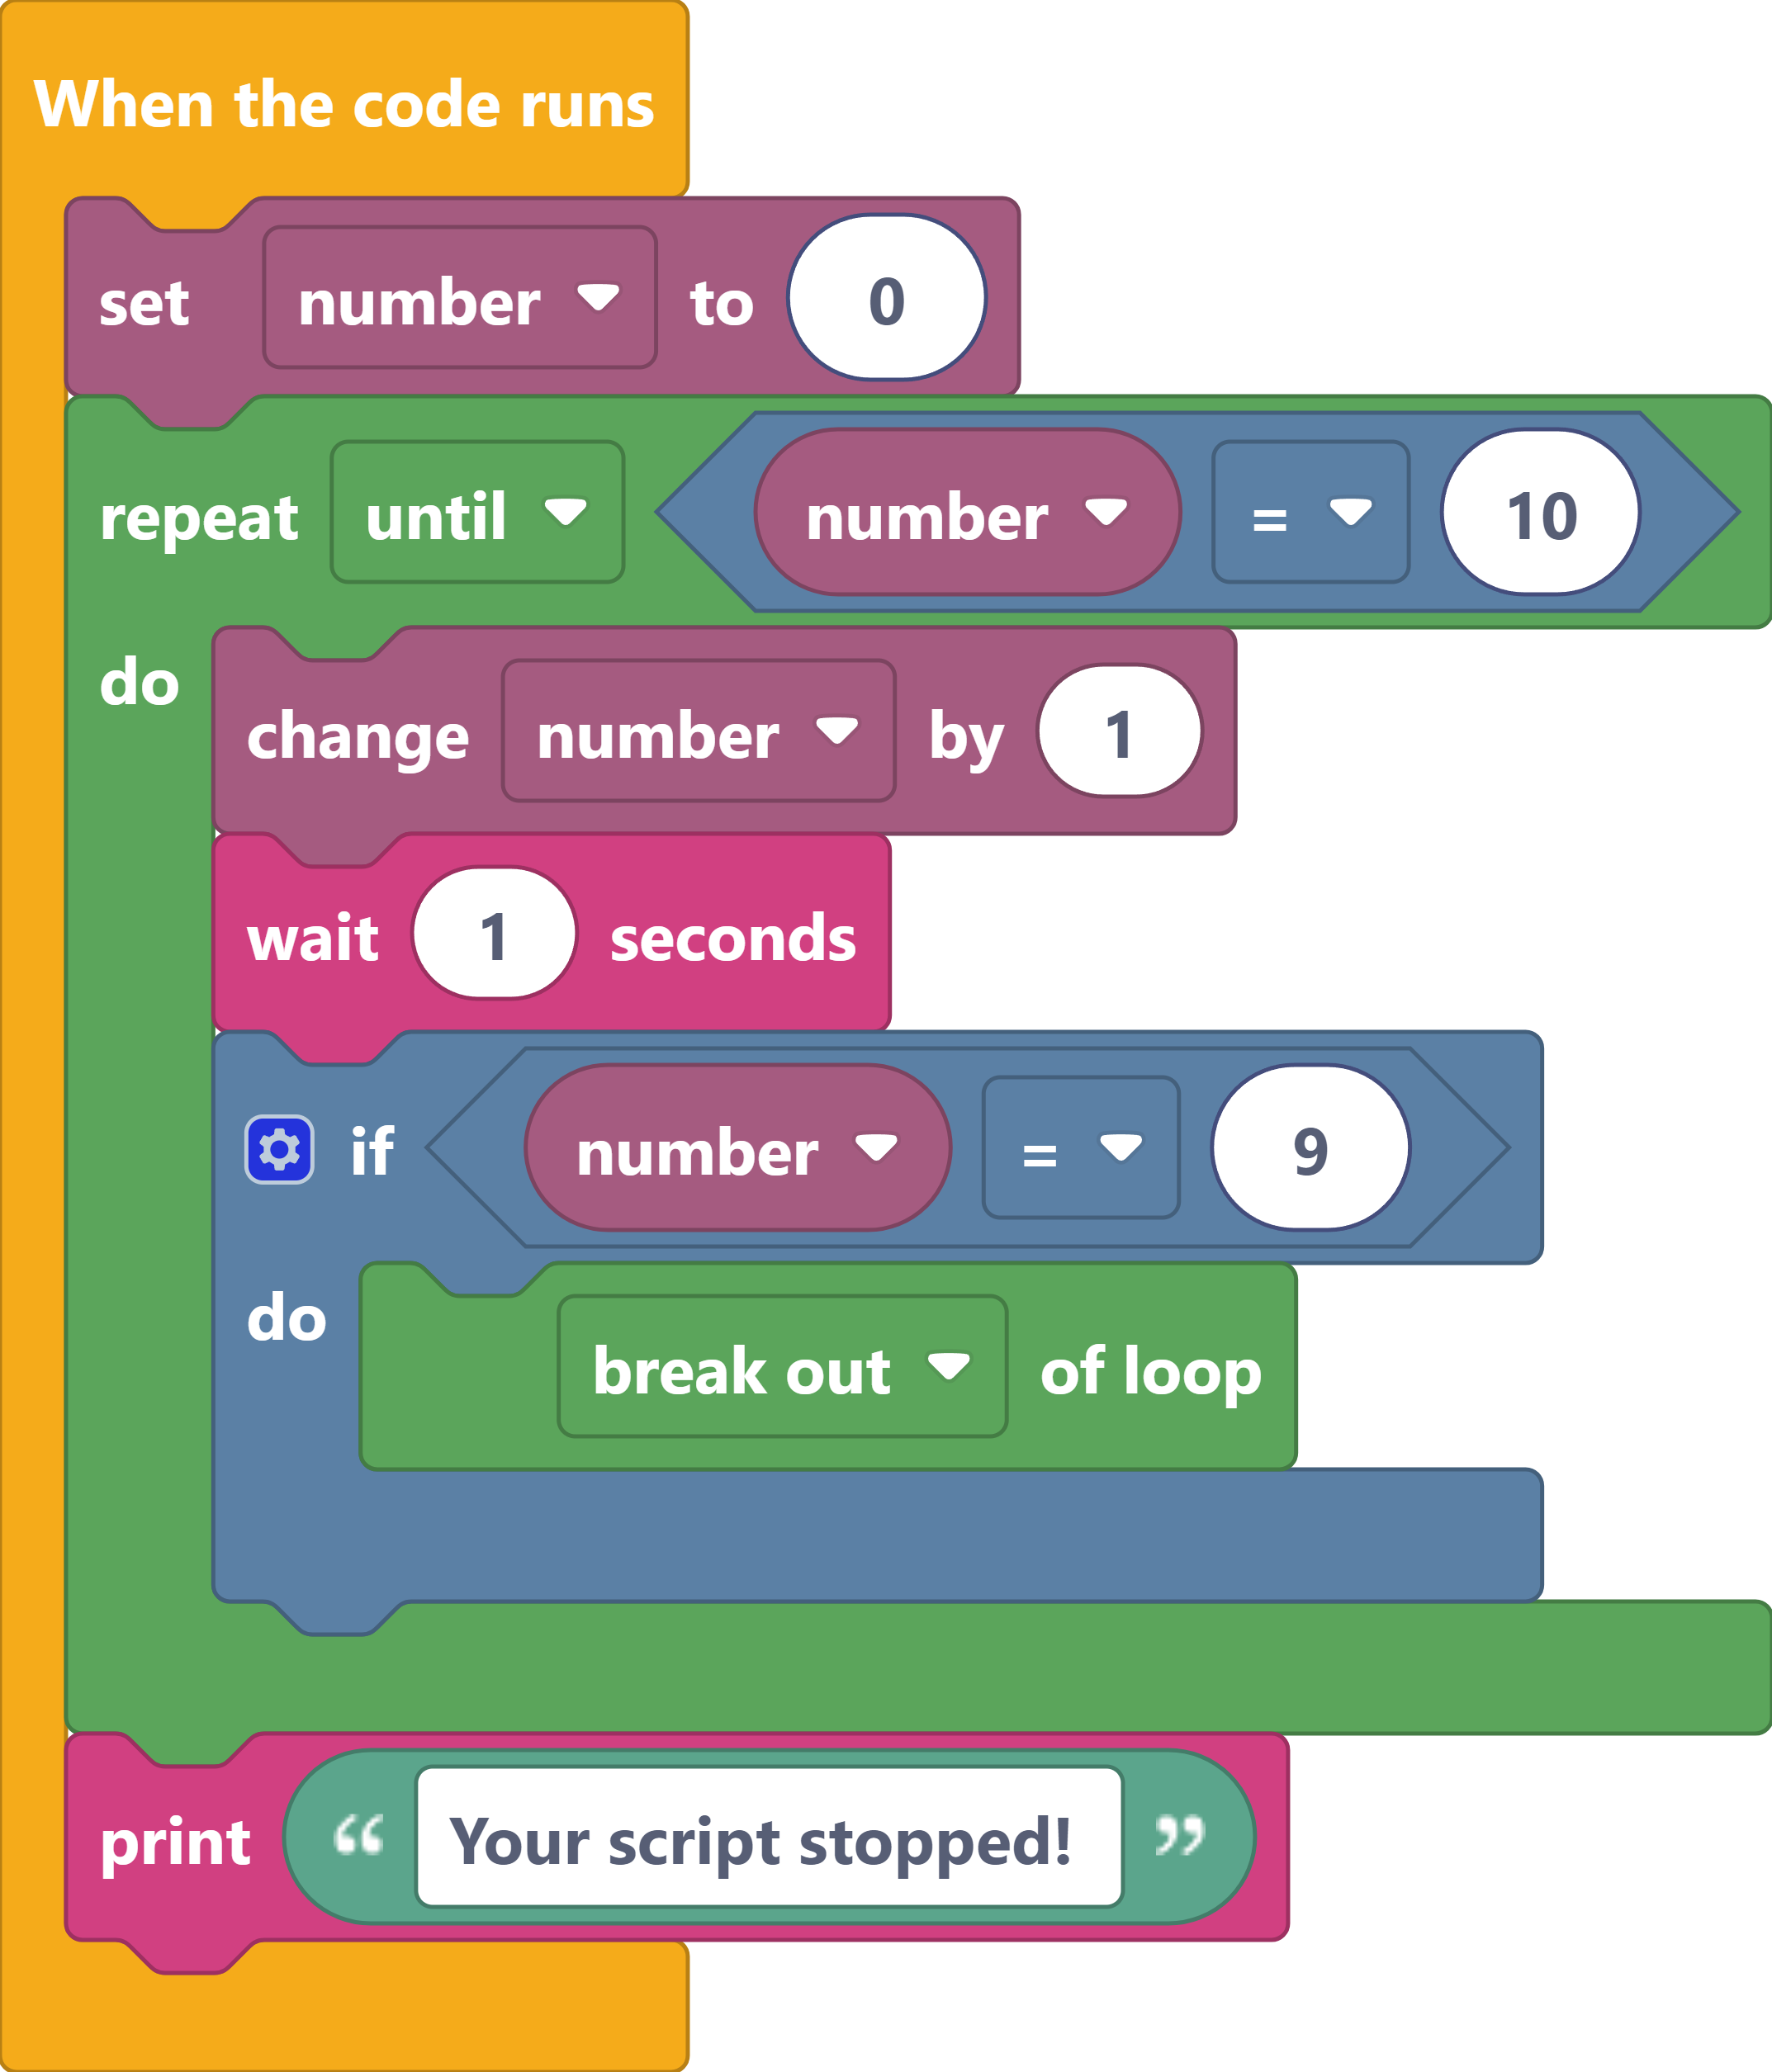 When the code runs
set number to 0
repeat until number = 10
do
change number by 1
wait 1 seconds
if number = 9
do
break out of loop
print “ Your script stopped! ”